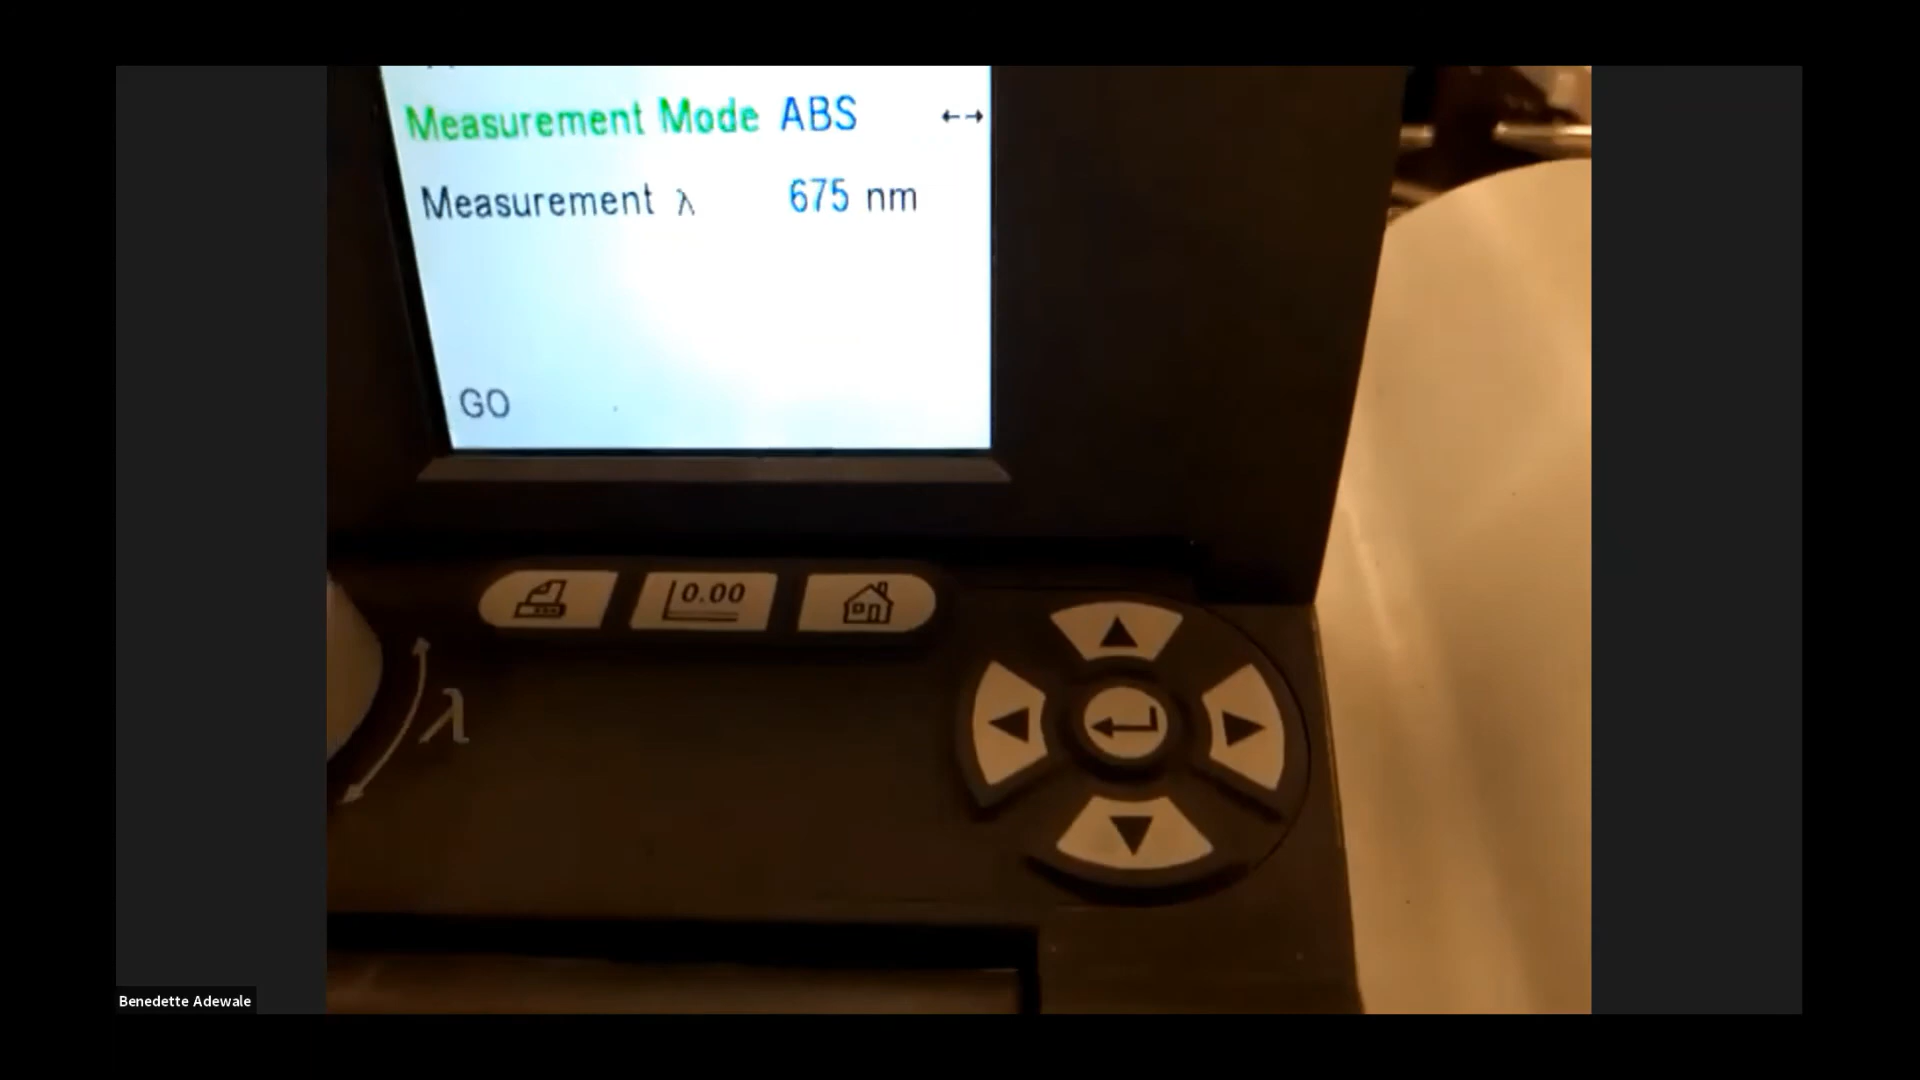 Measurement Mode ABS ←→
Measurement λ 675 nm
GO
0.00
λ
Benedette Adewale